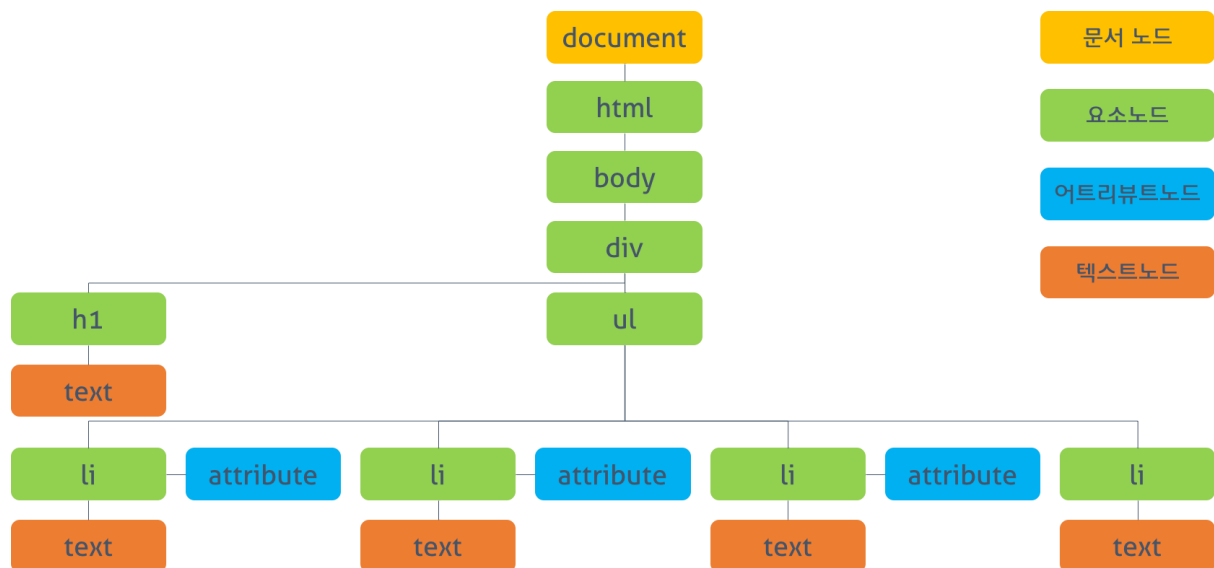 document
문서 노드
html
요소노드
body
어트리뷰트노드
div
텍스트노드
h1
ul
text
li
attribute
li
attribute
li
attribute
li
text
text
text
text